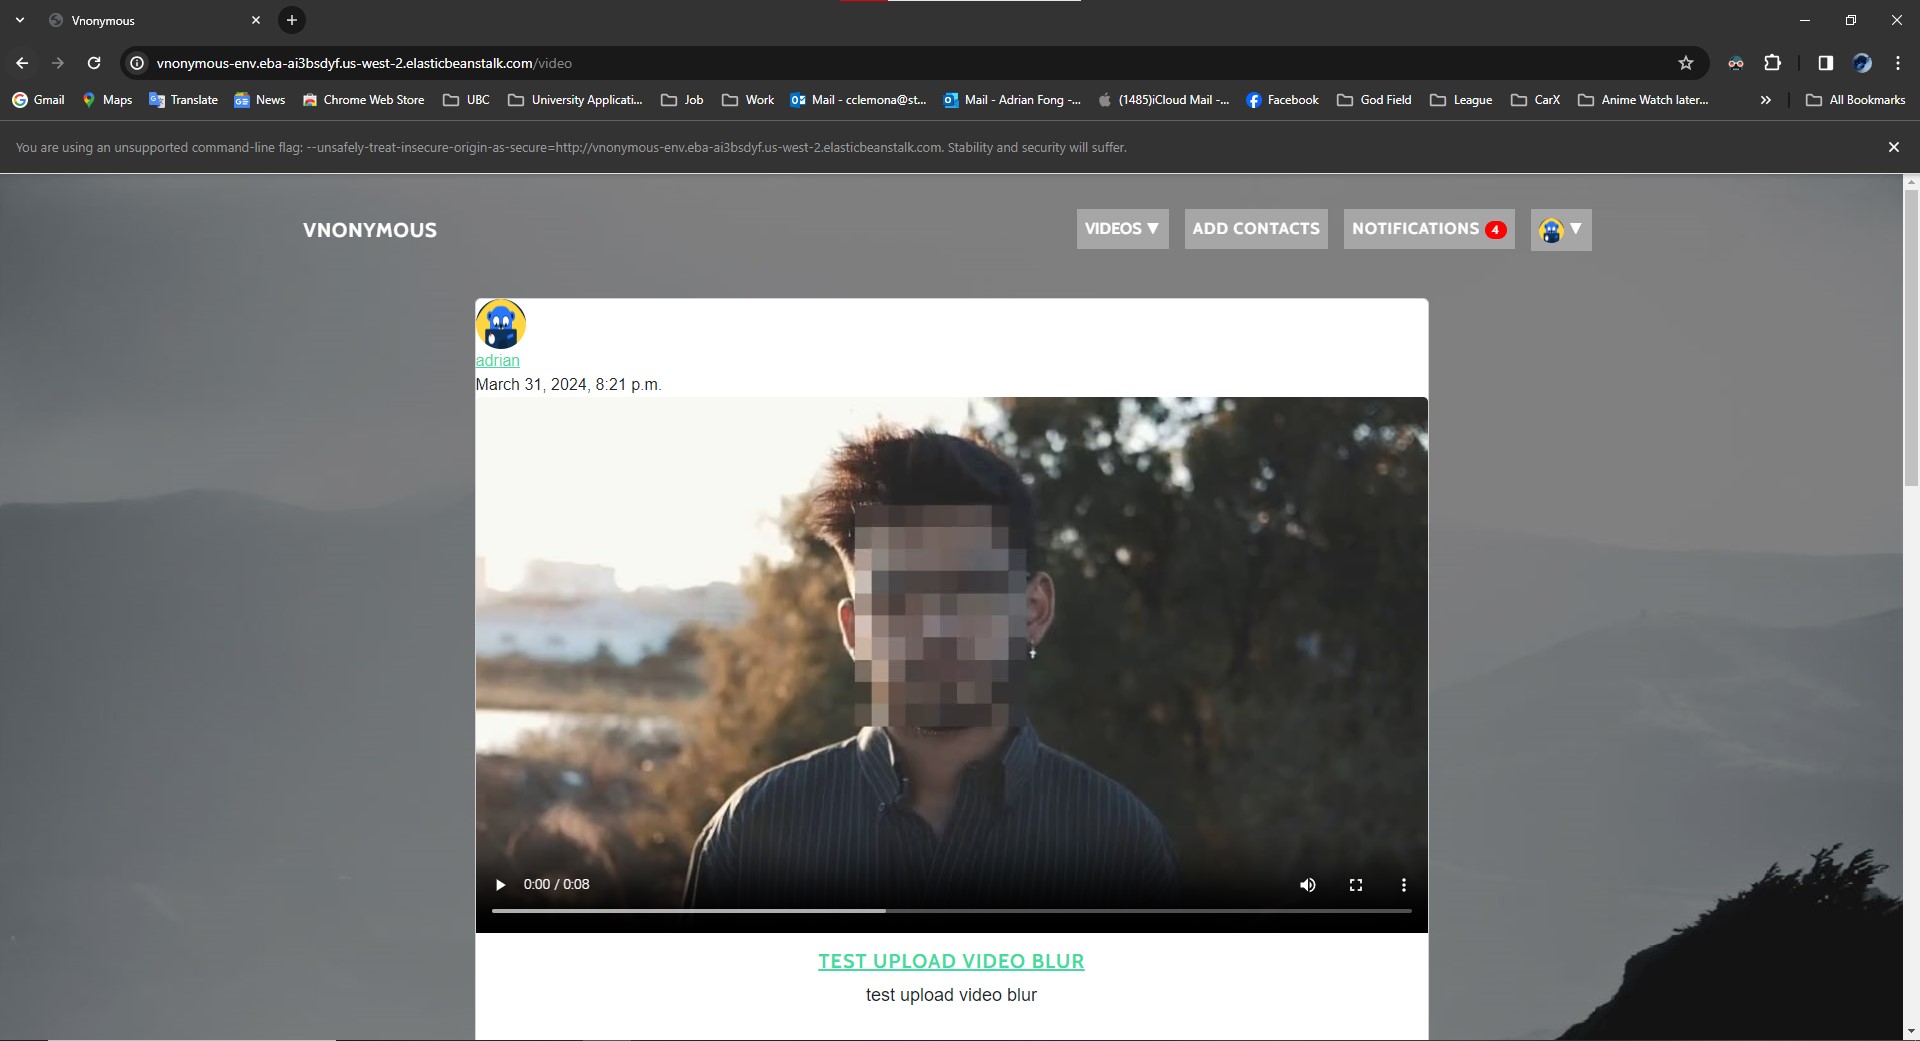 Vnonymous
vnonymous-env.eba-ai3bsdyf.us-west-2.elasticbeanstalk.com/video
Gmail Maps Translate News Chrome Web Store UBC University Applicati... Job Work Mail - cclemona@st... Mail - Adrian Fong -... (1485)iCloud Mail -... Facebook God Field League CarX Anime Watch later... » All Bookmarks
You are using an unsupported command-line flag: --unsafely-treat-insecure-origin-as-secure=http://vnonymous-env.eba-ai3bsdyf.us-west-2.elasticbeanstalk.com. Stability and security will suffer.
VNONYMOUS VIDEOS ▼ ADD CONTACTS NOTIFICATIONS 4 ▼
adrian
March 31, 2024, 8:21 p.m.
0:00 / 0:08
TEST UPLOAD VIDEO BLUR
test upload video blur